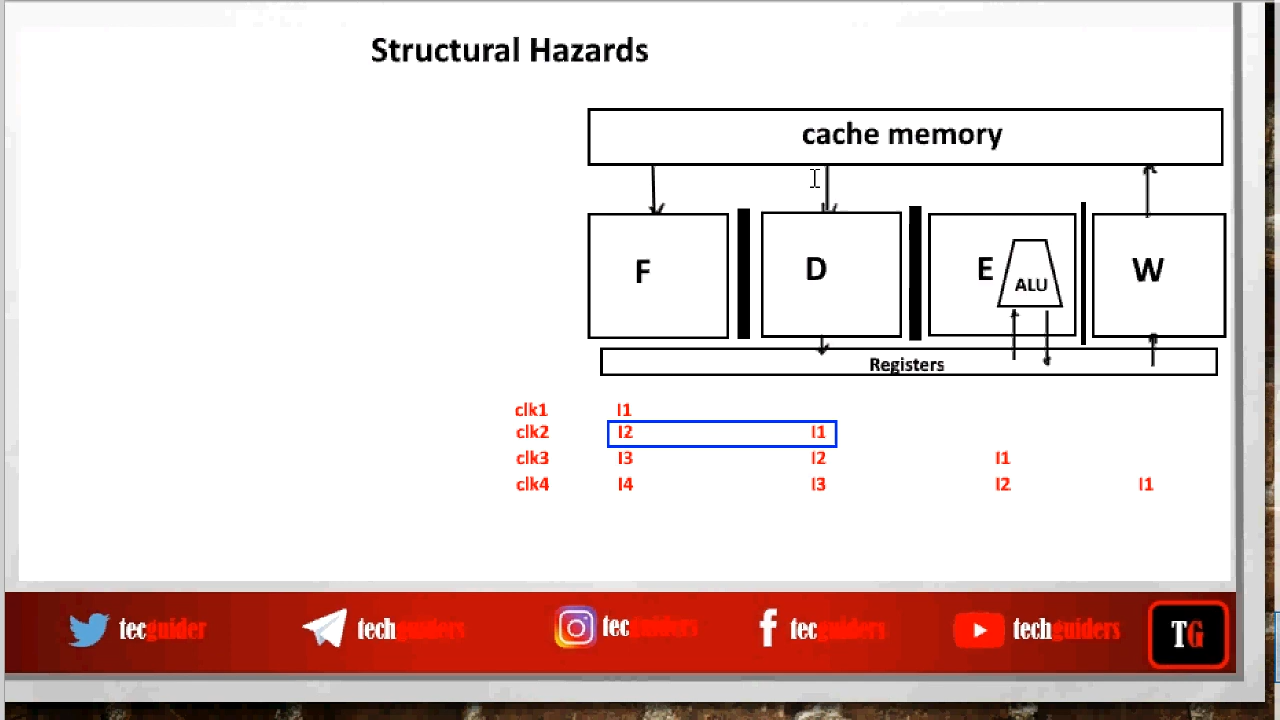 Structural Hazards
cache memory
F D E ALU W
Registers
clk1 I1
clk2 I2 I1
clk3 I3 I2 I1
clk4 I4 I3 I2 I1
tecguider techguiders tecguiders tecguiders techguiders TG